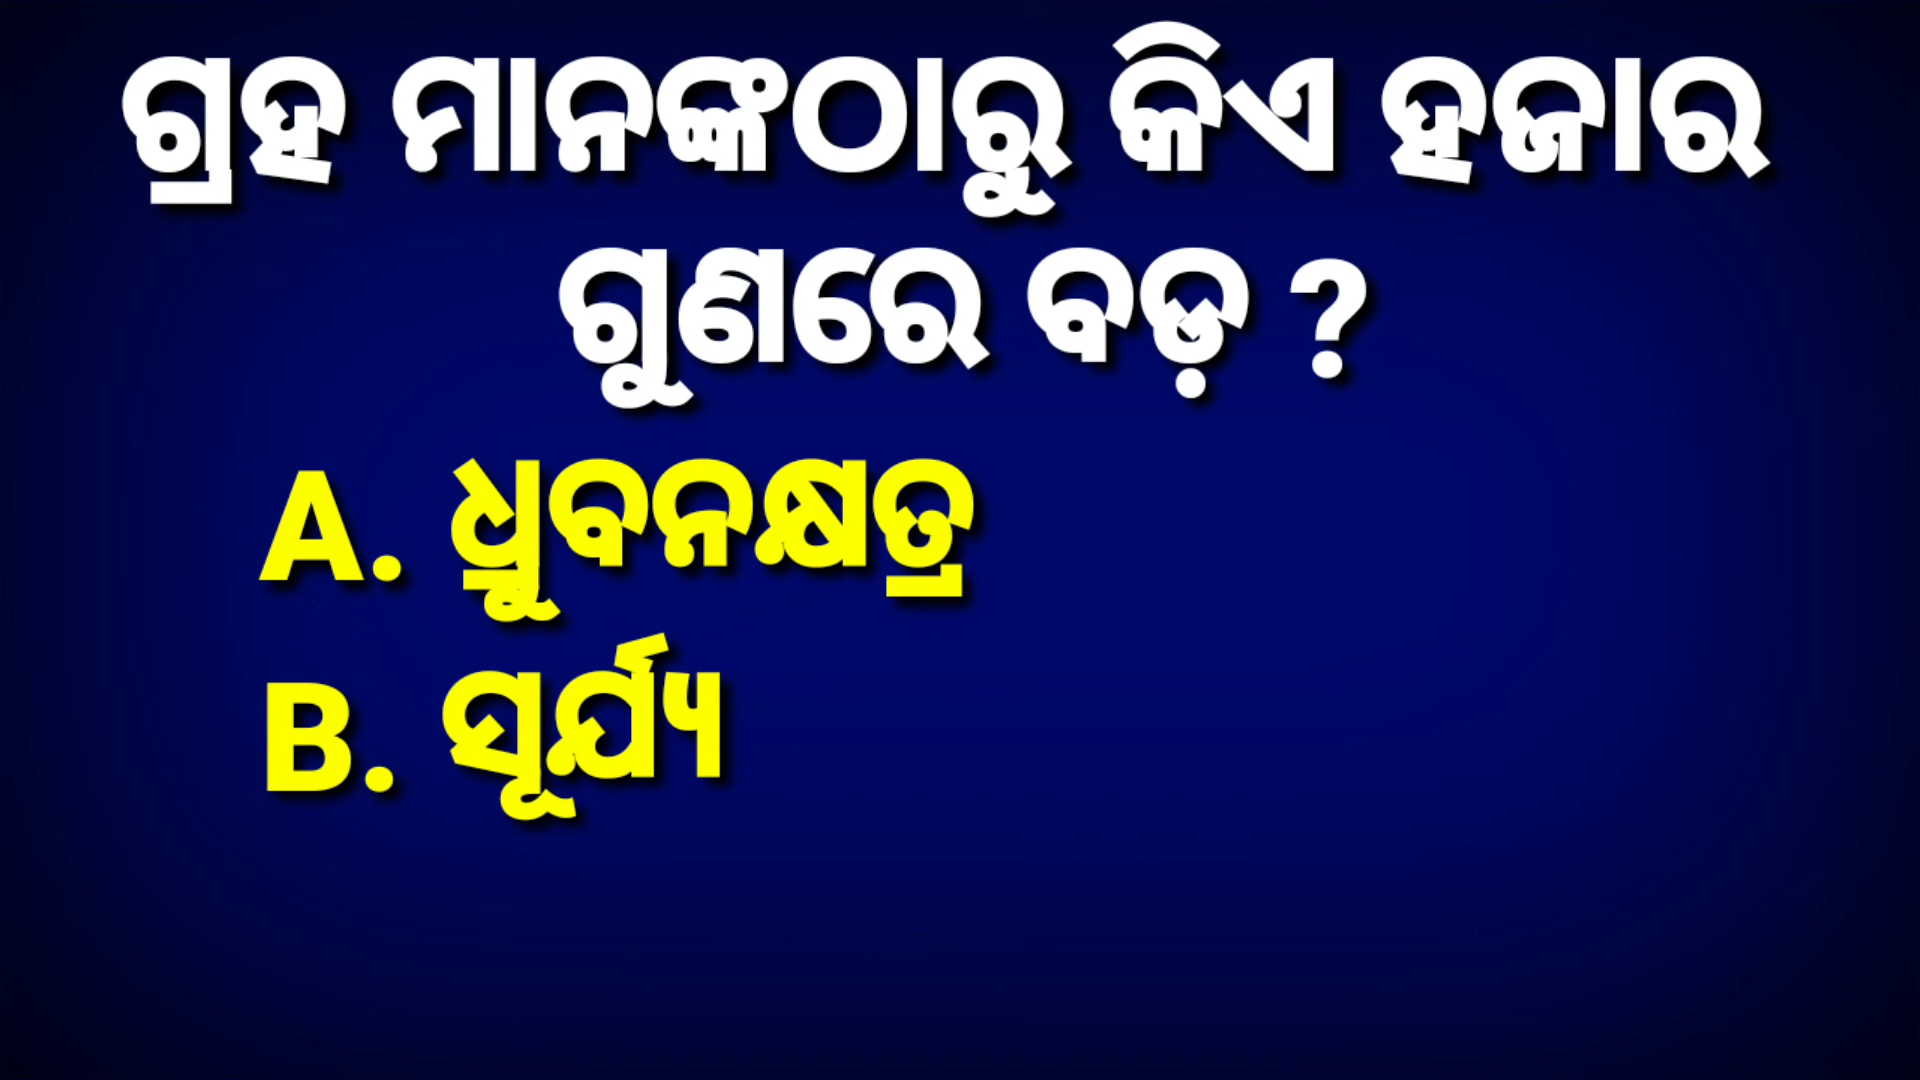 ଗ୍ରହ ମାନଙ୍କଠାରୁ କିଏ ହଜାର
ଗୁଣରେ ବଡ଼ ?
A. ଧ୍ରୁବନକ୍ଷତ୍ର
B. ସୂର୍ଯ୍ୟ